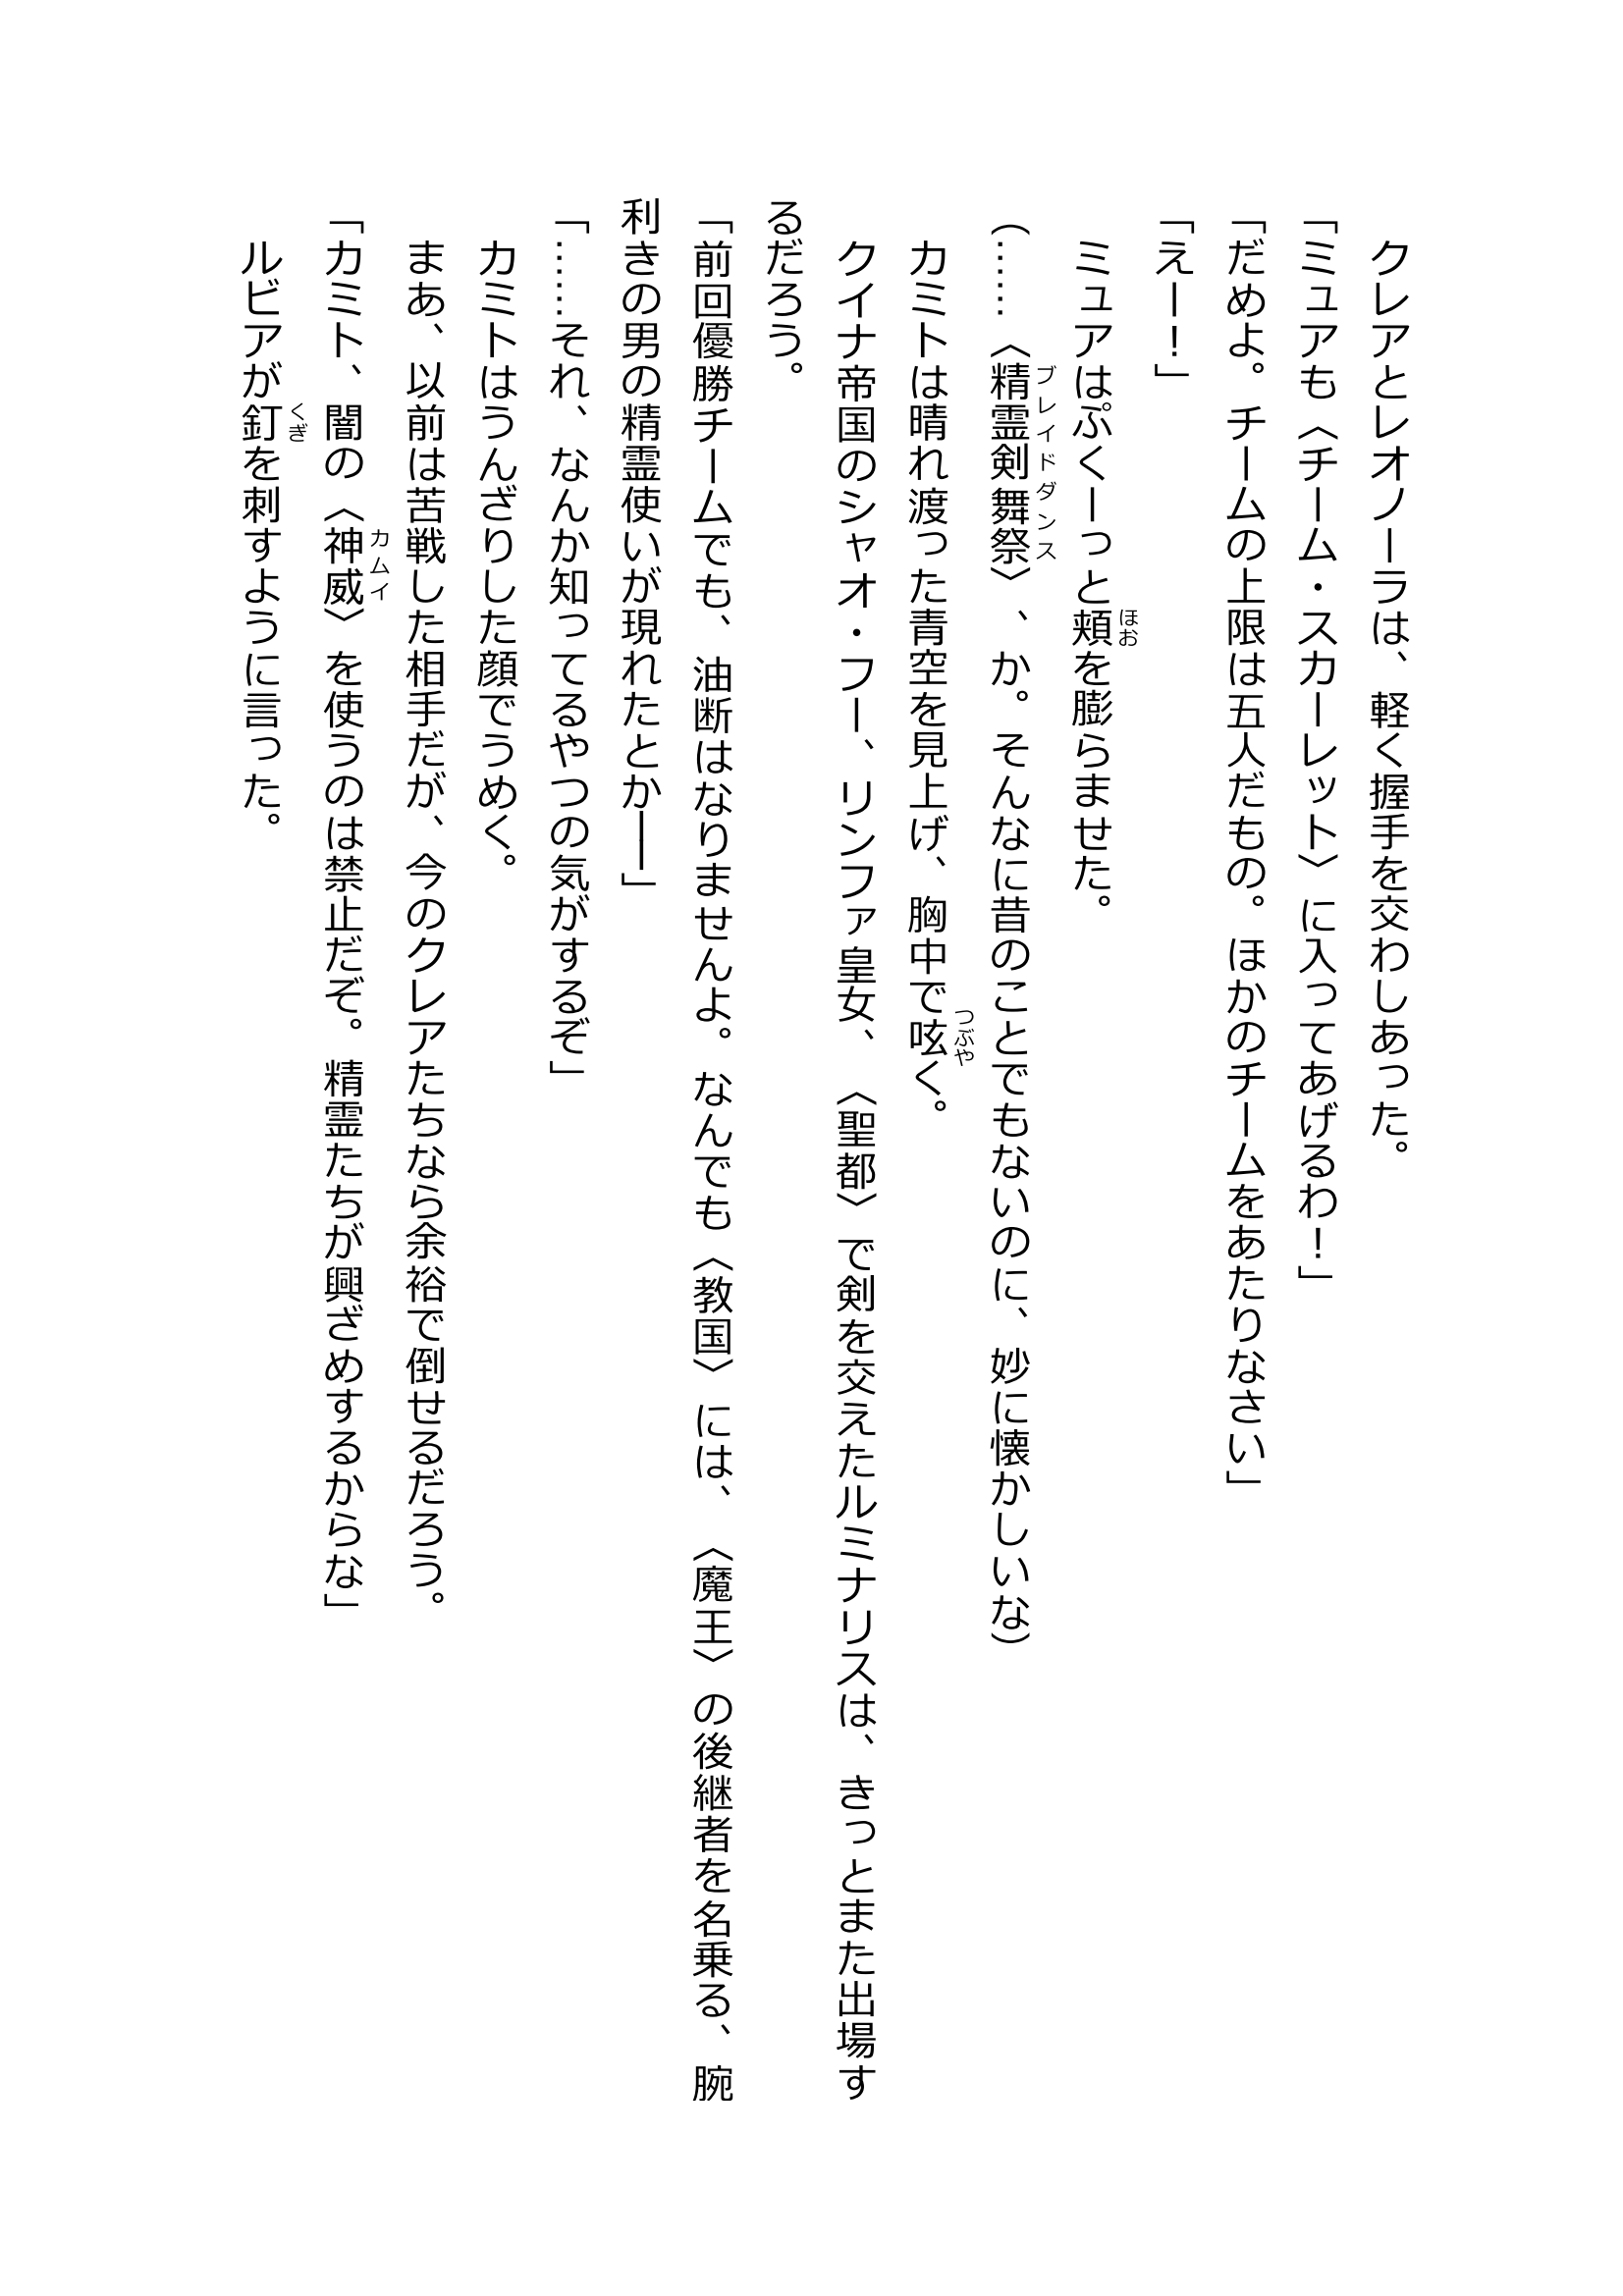 クレアとレオノーラは、軽く握手を交わしあった。
「ミュアも〈チーム・スカーレット〉に入ってあげるわ！」
「だめよ。チームの上限は五人だもの。ほかのチームをあたりなさい」
「えー！」
ミュアはぷくーっと頬を膨らませた。
ほお
（……〈精霊剣舞祭〉、か。そんなに昔のことでもないのに、妙に懐かしいな）
ブレイドダンス
カミトは晴れ渡った青空を見上げ、胸中で呟く。
つぶや
クイナ帝国のシャオ・フー、リンファ皇女、〈聖都〉で剣を交えたルミナリスは、きっとまた出場す
るだろう。
「前回優勝チームでも、油断はなりませんよ。なんでも〈教国〉には、〈魔王〉の後継者を名乗る、腕
利きの男の精霊使いが現れたとか――」
「……それ、なんか知ってるやつの気がするぞ」
カミトはうんざりした顔でうめく。
まあ、以前は苦戦した相手だが、今のクレアたちなら余裕で倒せるだろう。
「カミト、闇の〈神威〉を使うのは禁止だぞ。精霊たちが興ざめするからな」
カムイ
ルビアが釘を刺すように言った。
くぎ